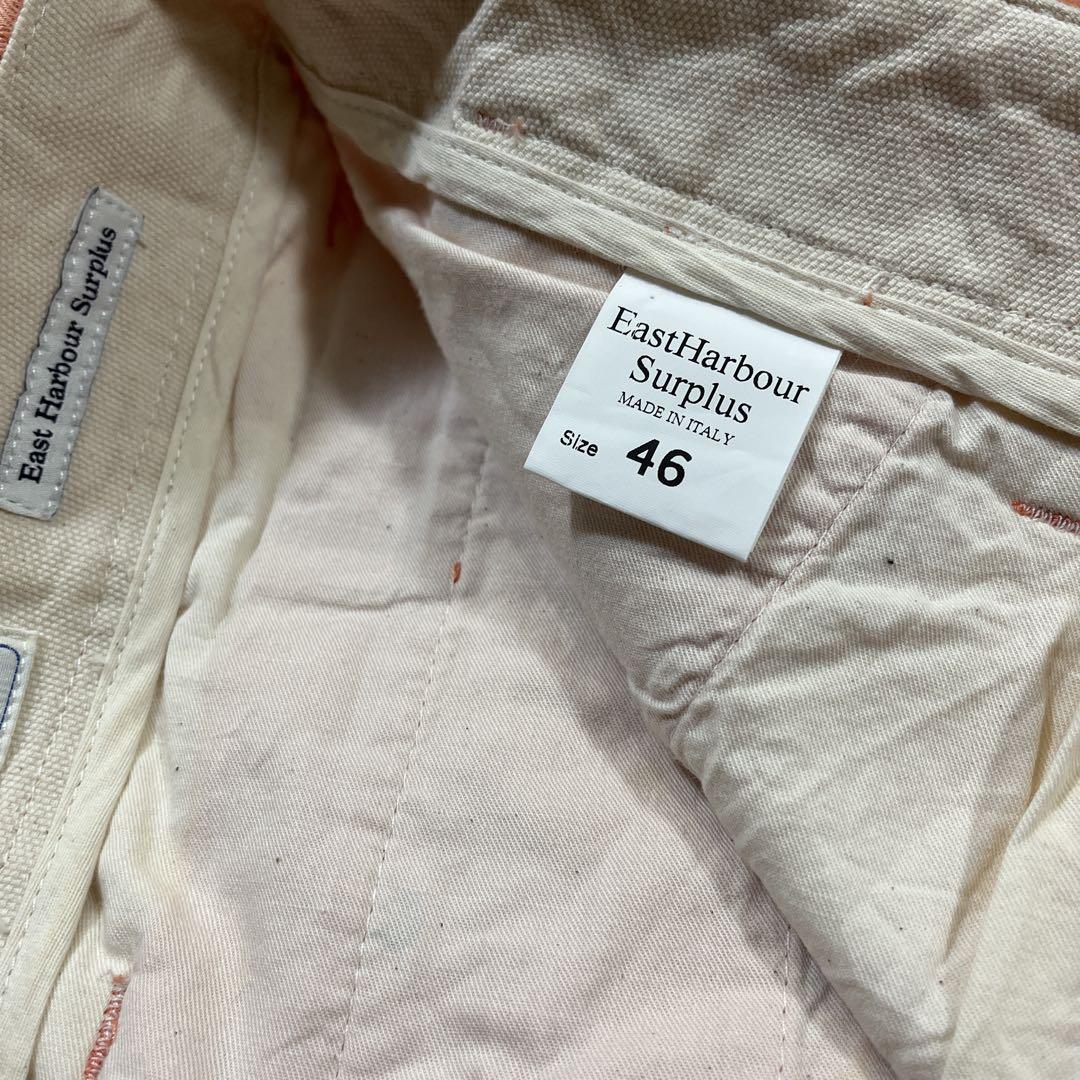 East Harbour Surplus
EastHarbour
Surplus
MADE IN ITALY
Size 46